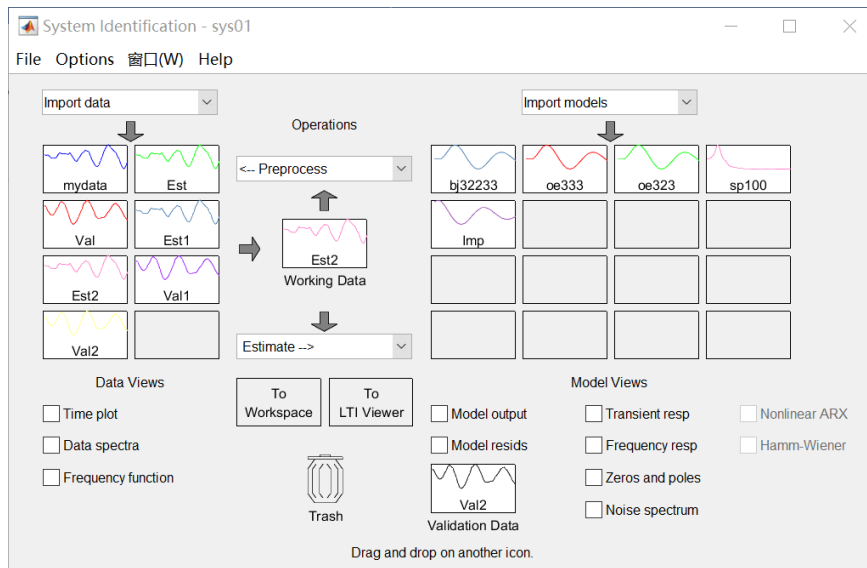 System Identification - sys01
File Options 窗口(W) Help
Import data
Import models
Operations
mydata Est
<-- Preprocess
bj32233 oe333 oe323 sp100
Val Est1
Imp
Est2
Working Data
Est2 Val1
Val2
Estimate -->
Data Views
Model Views
To
Workspace
To
LTI Viewer
Time plot
Data spectra
Frequency function
Model output
Model resids
Transient resp
Frequency resp
Zeros and poles
Noise spectrum
Nonlinear ARX
Hamm-Wiener
Trash
Val2
Validation Data
Drag and drop on another icon.